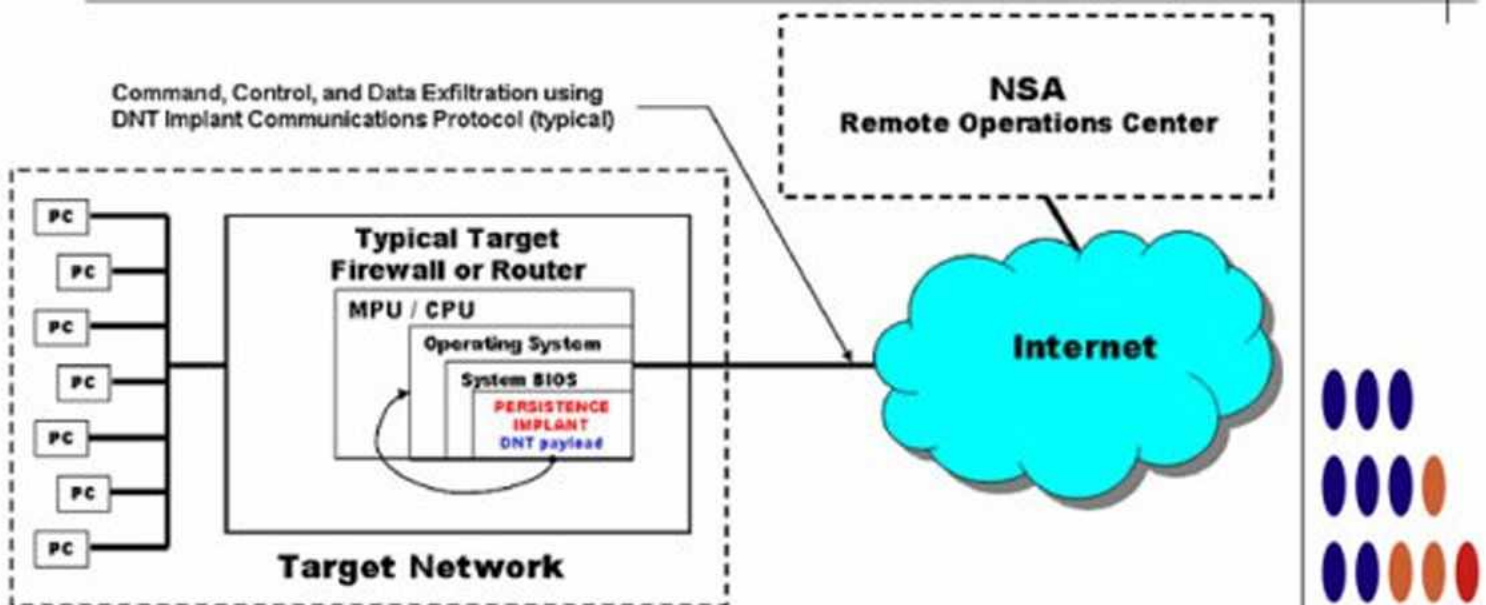 Command, Control, and Data Exfiltration using
DNT Implant Communications Protocol (typical)
NSA
Remote Operations Center
PC
PC
PC
PC
PC
PC
PC
Typical Target
Firewall or Router
MPU / CPU
Operating System
System BIOS
PERSISTENCE
IMPLANT
DNT payload
Internet
Target Network